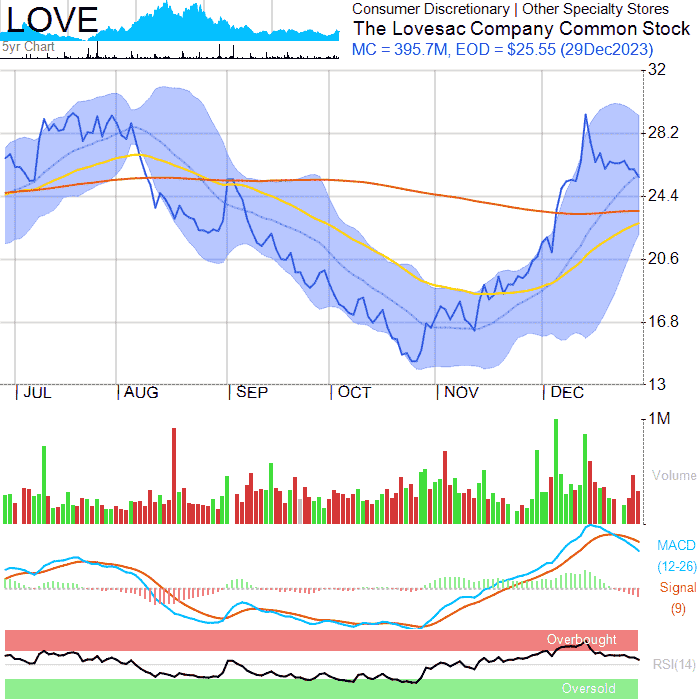 LOVE
5yr Chart
Consumer Discretionary | Other Specialty Stores
The Lovesac Company Common Stock
MC = 395.7M, EOD = $25.55 (29Dec2023)
32
28.2
24.4
20.6
16.8
13
| JUL | AUG | SEP | OCT | NOV | DEC
1M
Volume
MACD
(12-26)
Signal
(9)
Overbought
RSI(14)
Oversold